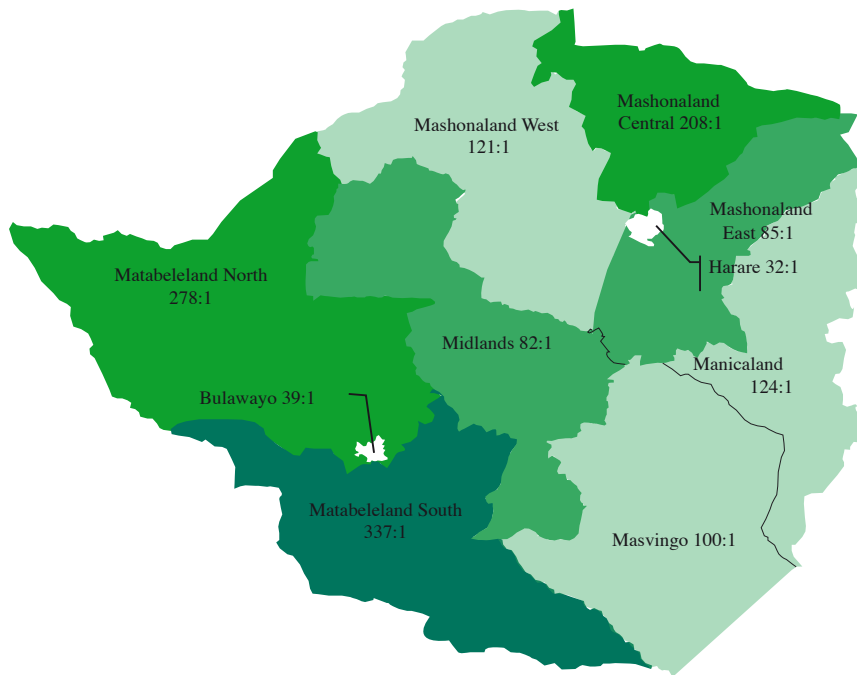 Mashonaland
Central 208:1
Mashonaland West
121:1
Mashonaland
East 85:1
Harare 32:1
Matabeleland North
278:1
Midlands 82:1
Manicaland
124:1
Bulawayo 39:1
Matabeleland South
337:1
Masvingo 100:1